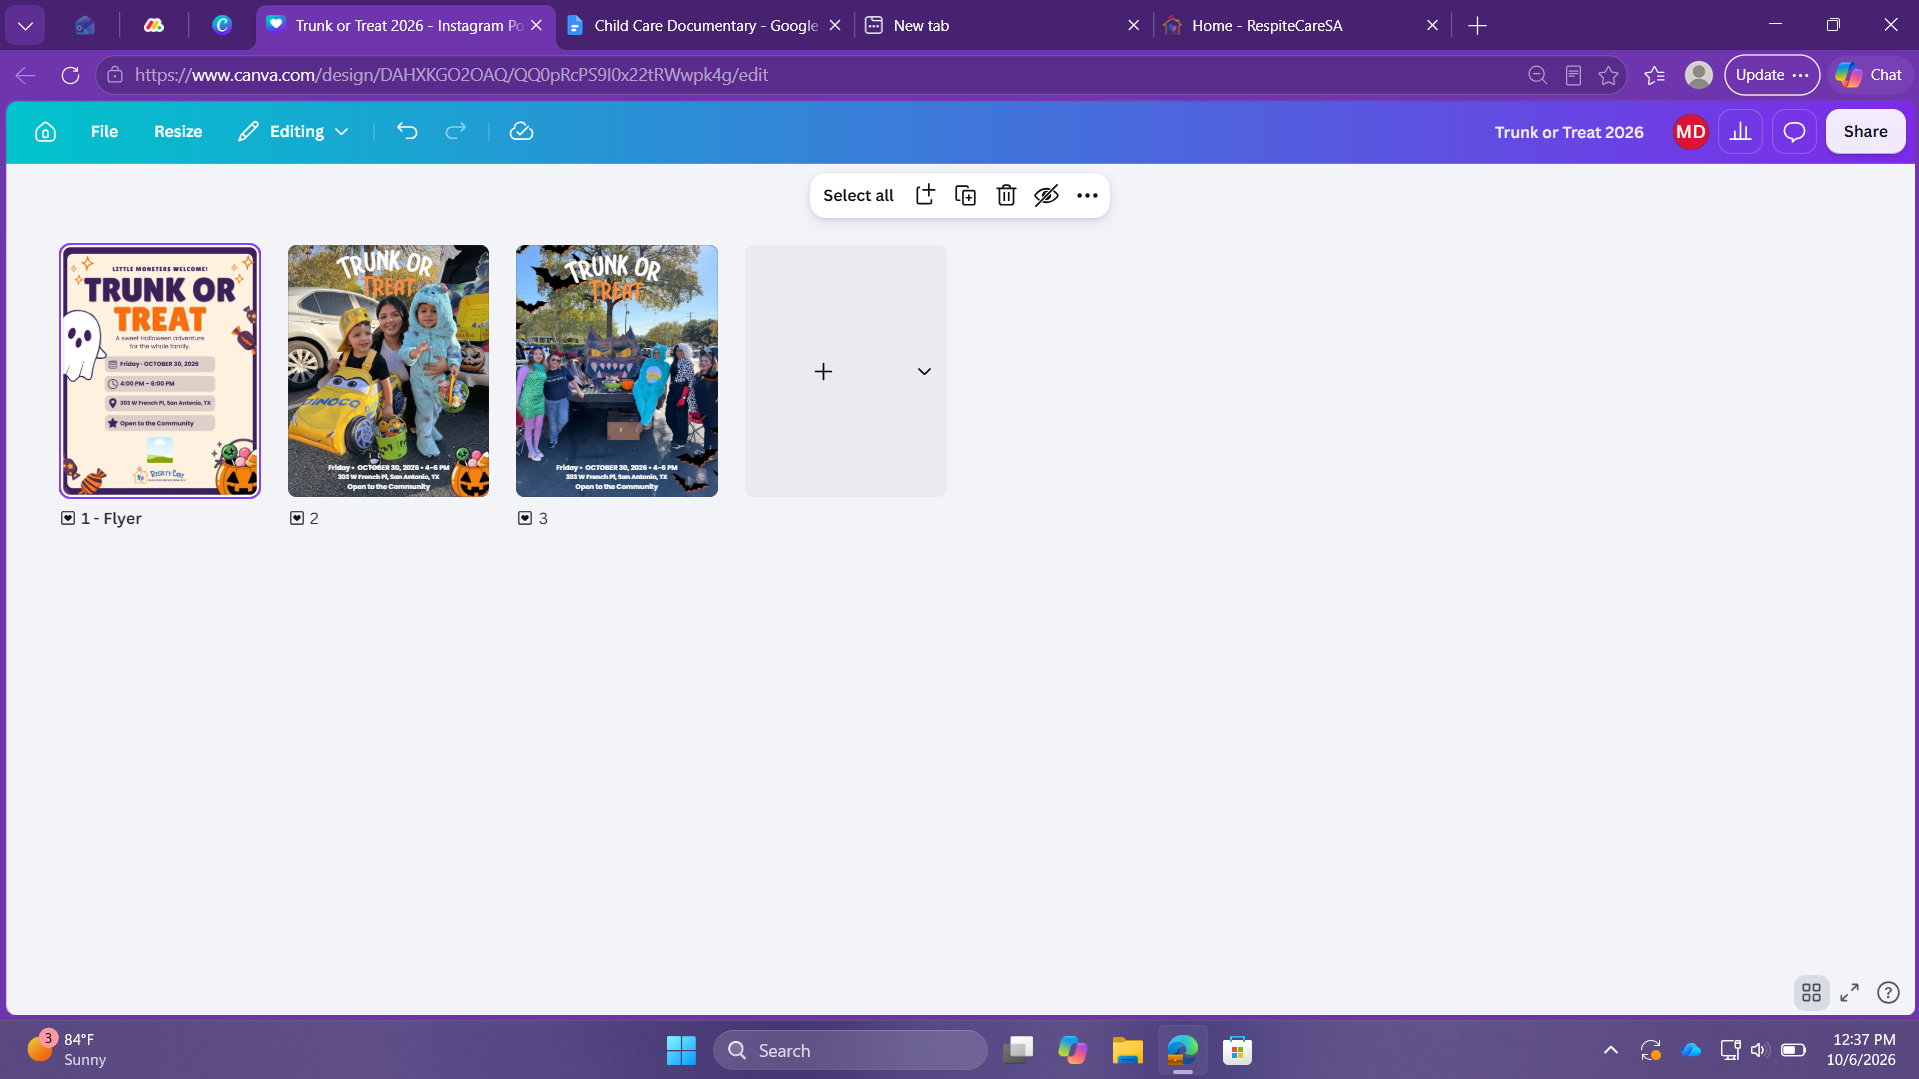 Trunk or Treat 2026 - Instagram Po
Child Care Documentary - Google
New tab
Home - RespiteCareSA
https://www.canva.com/design/DAHXKGO2OAQ/QQ0pRcPS9I0x22tRWwpk4g/edit
Update
Chat
File
Resize
Editing
Trunk or Treat 2026
MD
Share
Select all
LITTLE MONSTERS WELCOME!
TRUNK OR
TREAT
A sweet Halloween adventure
for the whole family.
Friday - OCTOBER 30, 2026
4:00 PM – 6:00 PM
303 W French Pl, San Antonio, TX
Open to the Community
RESPITE CARE
TRUNK OR
TREAT
DINOCO
Friday • OCTOBER 30, 2026 • 4-6 PM
303 W French Pl, San Antonio, TX
Open to the Community
TRUNK OR
TREAT
Friday • OCTOBER 30, 2026 • 4-6 PM
303 W French Pl, San Antonio, TX
Open to the Community
1 - Flyer
2
3
3
84°F
Sunny
Search
12:37 PM
10/6/2026